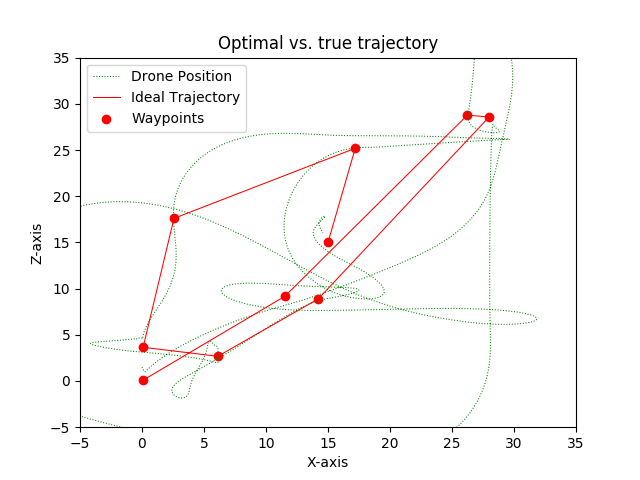 Optimal vs. true trajectory
Drone Position
Ideal Trajectory
Waypoints
Z-axis
35
30
25
20
15
10
5
0
−5
−5 0 5 10 15 20 25 30 35
X-axis